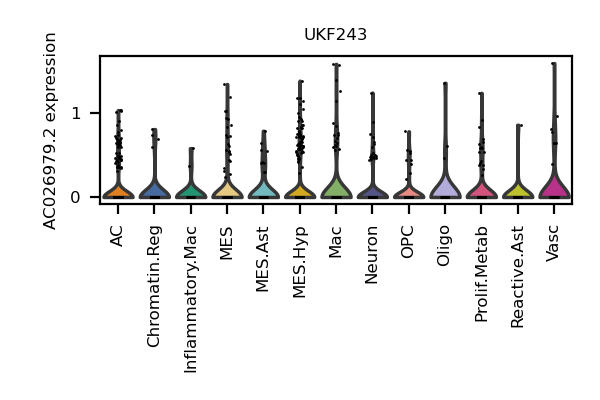 UKF243
AC026979.2 expression
1
0
AC
Chromatin.Reg
Inflammatory.Mac
MES
MES.Ast
MES.Hyp
Mac
Neuron
OPC
Oligo
Prolif.Metab
Reactive.Ast
Vasc